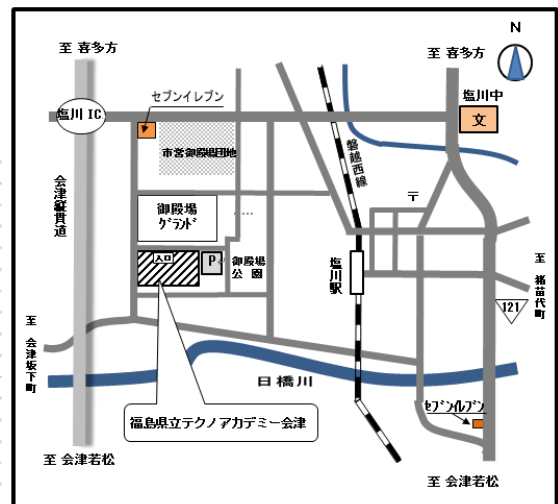 N
至 喜多方
至 喜多方
セブンイレブン
塩川中
塩川 IC
文
市営御殿場団地
磐越西線
会津縦貫道
御殿場
グランド
〒
入口
P
御殿場
公園
塩川駅
至 猪苗代町
121
至 会津坂下町
日橋川
福島県立テクノアカデミー会津
セブンイレブン
至 会津若松
至 会津若松